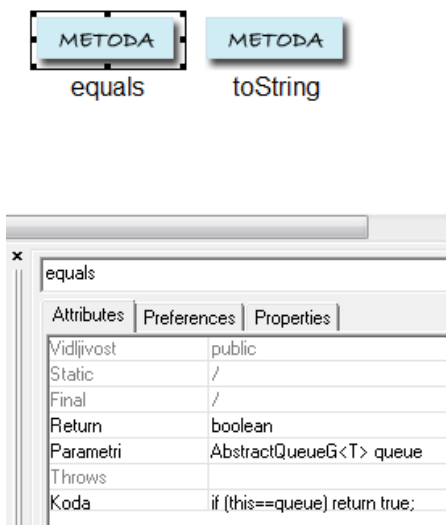 METODA METODA
equals toString
×
equals
Attributes Preferences Properties
Vidljivost public
Static /
Final /
Return boolean
Parametri AbstractQueueG<T> queue
Throws
Koda if (this==queue) return true;